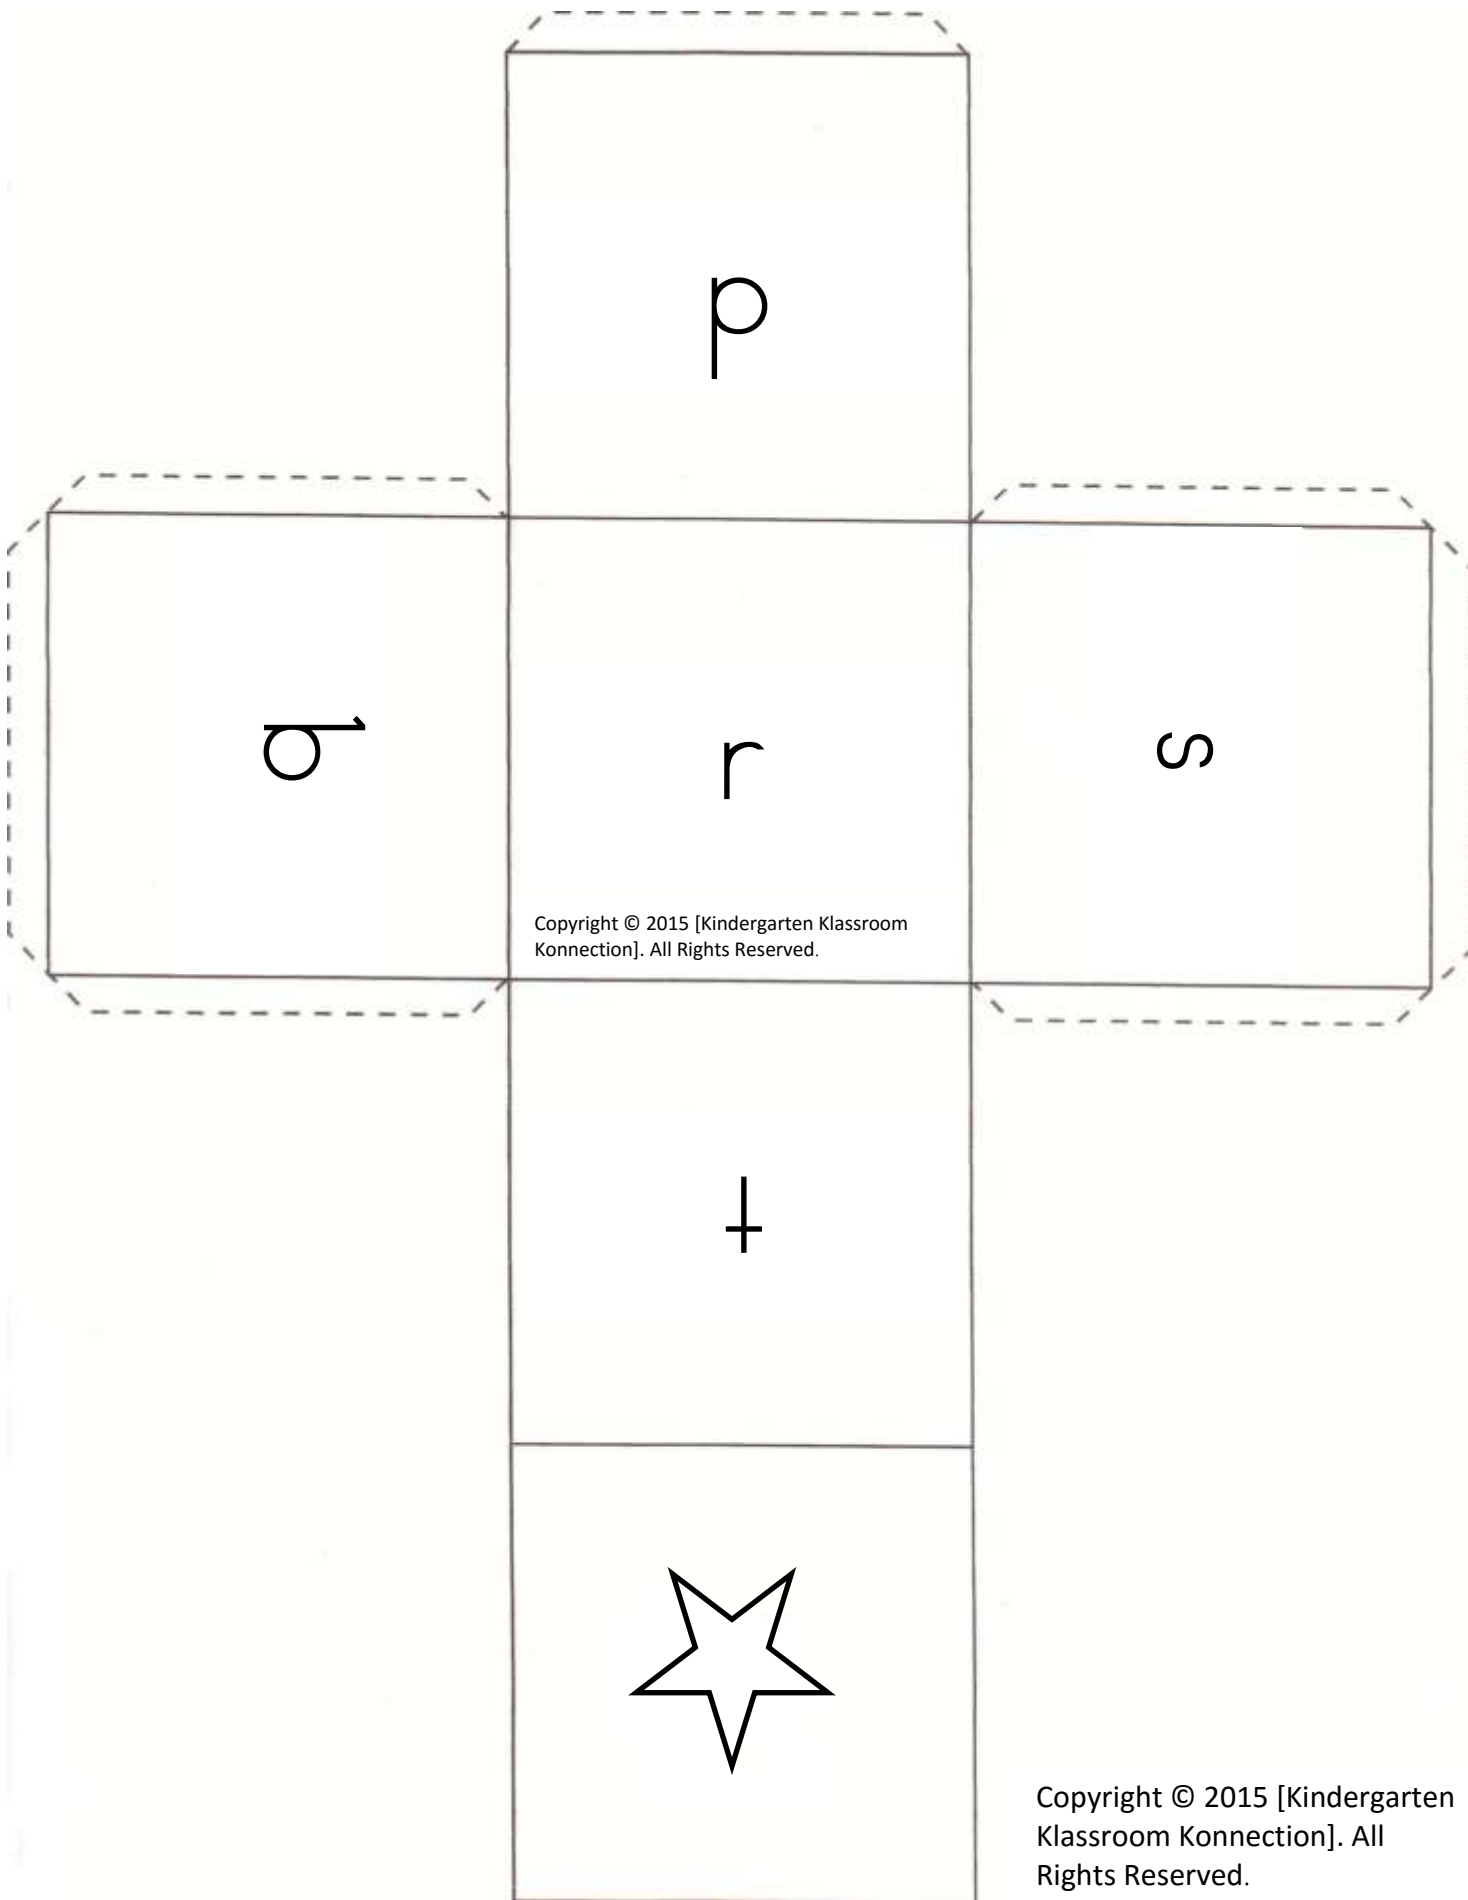 p
q
r
s
Copyright © 2015 [Kindergarten Klassroom
Konnection]. All Rights Reserved.
t
Copyright © 2015 [Kindergarten
Klassroom Konnection]. All
Rights Reserved.